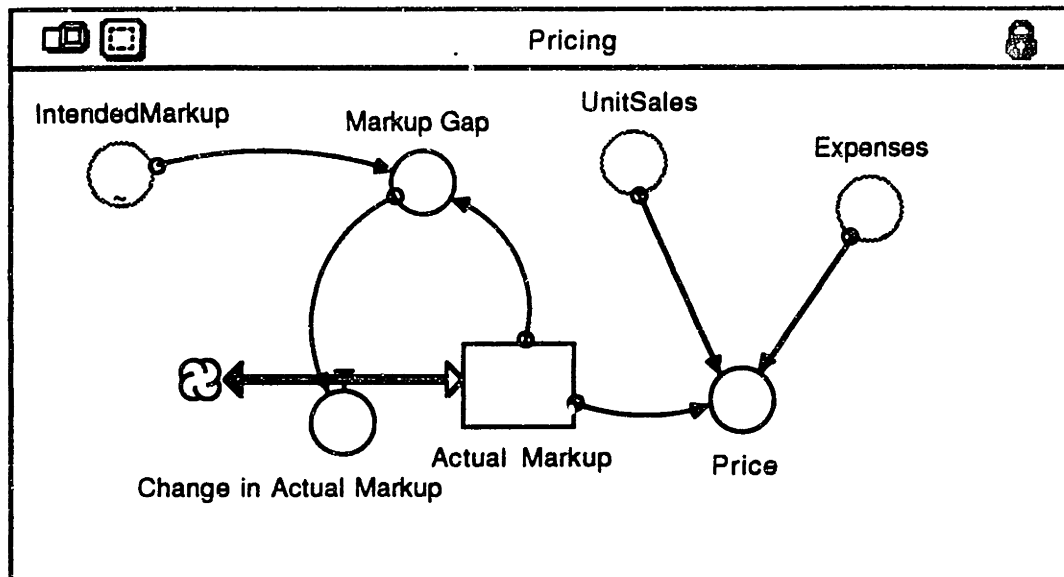 Pricing
IntendedMarkup
Markup Gap
UnitSales
Expenses
~
Actual Markup
Price
Change in Actual Markup